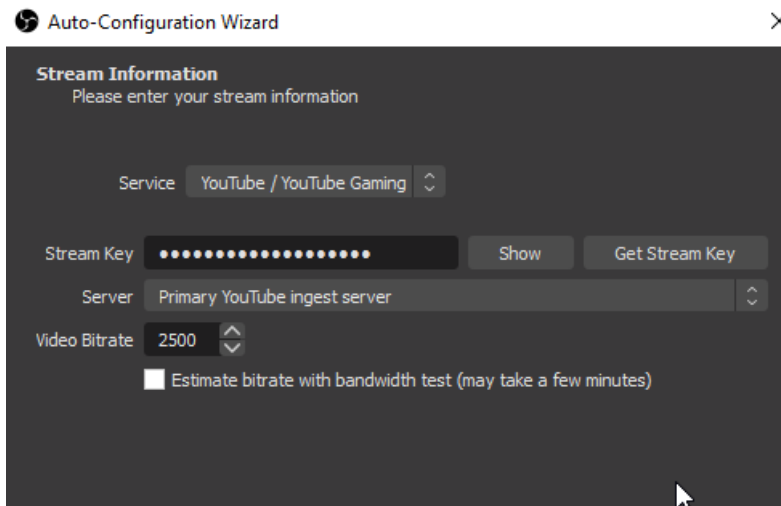 Auto-Configuration Wizard
Stream Information
Please enter your stream information
Service YouTube / YouTube Gaming
Stream Key ••••••••••••••••••• Show Get Stream Key
Server Primary YouTube ingest server
Video Bitrate 2500
Estimate bitrate with bandwidth test (may take a few minutes)